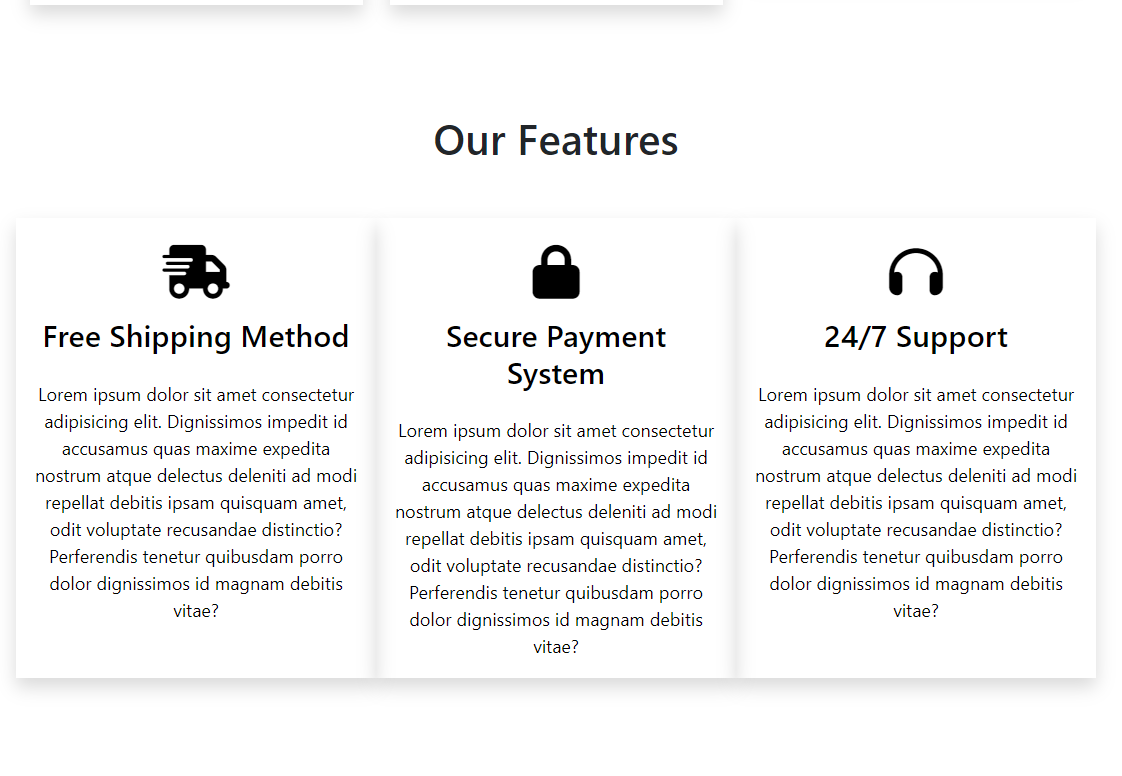 Our Features
Free Shipping Method
Lorem ipsum dolor sit amet consectetur
adipisicing elit. Dignissimos impedit id
accusamus quas maxime expedita
nostrum atque delectus deleniti ad modi
repellat debitis ipsam quisquam amet,
odit voluptate recusandae distinctio?
Perferendis tenetur quibusdam porro
dolor dignissimos id magnam debitis
vitae?
Secure Payment
System
Lorem ipsum dolor sit amet consectetur
adipisicing elit. Dignissimos impedit id
accusamus quas maxime expedita
nostrum atque delectus deleniti ad modi
repellat debitis ipsam quisquam amet,
odit voluptate recusandae distinctio?
Perferendis tenetur quibusdam porro
dolor dignissimos id magnam debitis
vitae?
24/7 Support
Lorem ipsum dolor sit amet consectetur
adipisicing elit. Dignissimos impedit id
accusamus quas maxime expedita
nostrum atque delectus deleniti ad modi
repellat debitis ipsam quisquam amet,
odit voluptate recusandae distinctio?
Perferendis tenetur quibusdam porro
dolor dignissimos id magnam debitis
vitae?